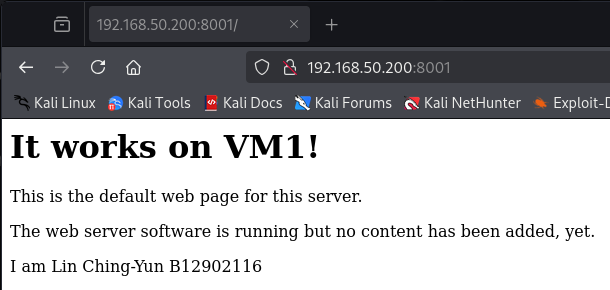 192.168.50.200:8001/
192.168.50.200:8001
Kali Linux Kali Tools Kali Docs Kali Forums Kali NetHunter Exploit-D
It works on VM1!
This is the default web page for this server.
The web server software is running but no content has been added, yet.
I am Lin Ching-Yun B12902116